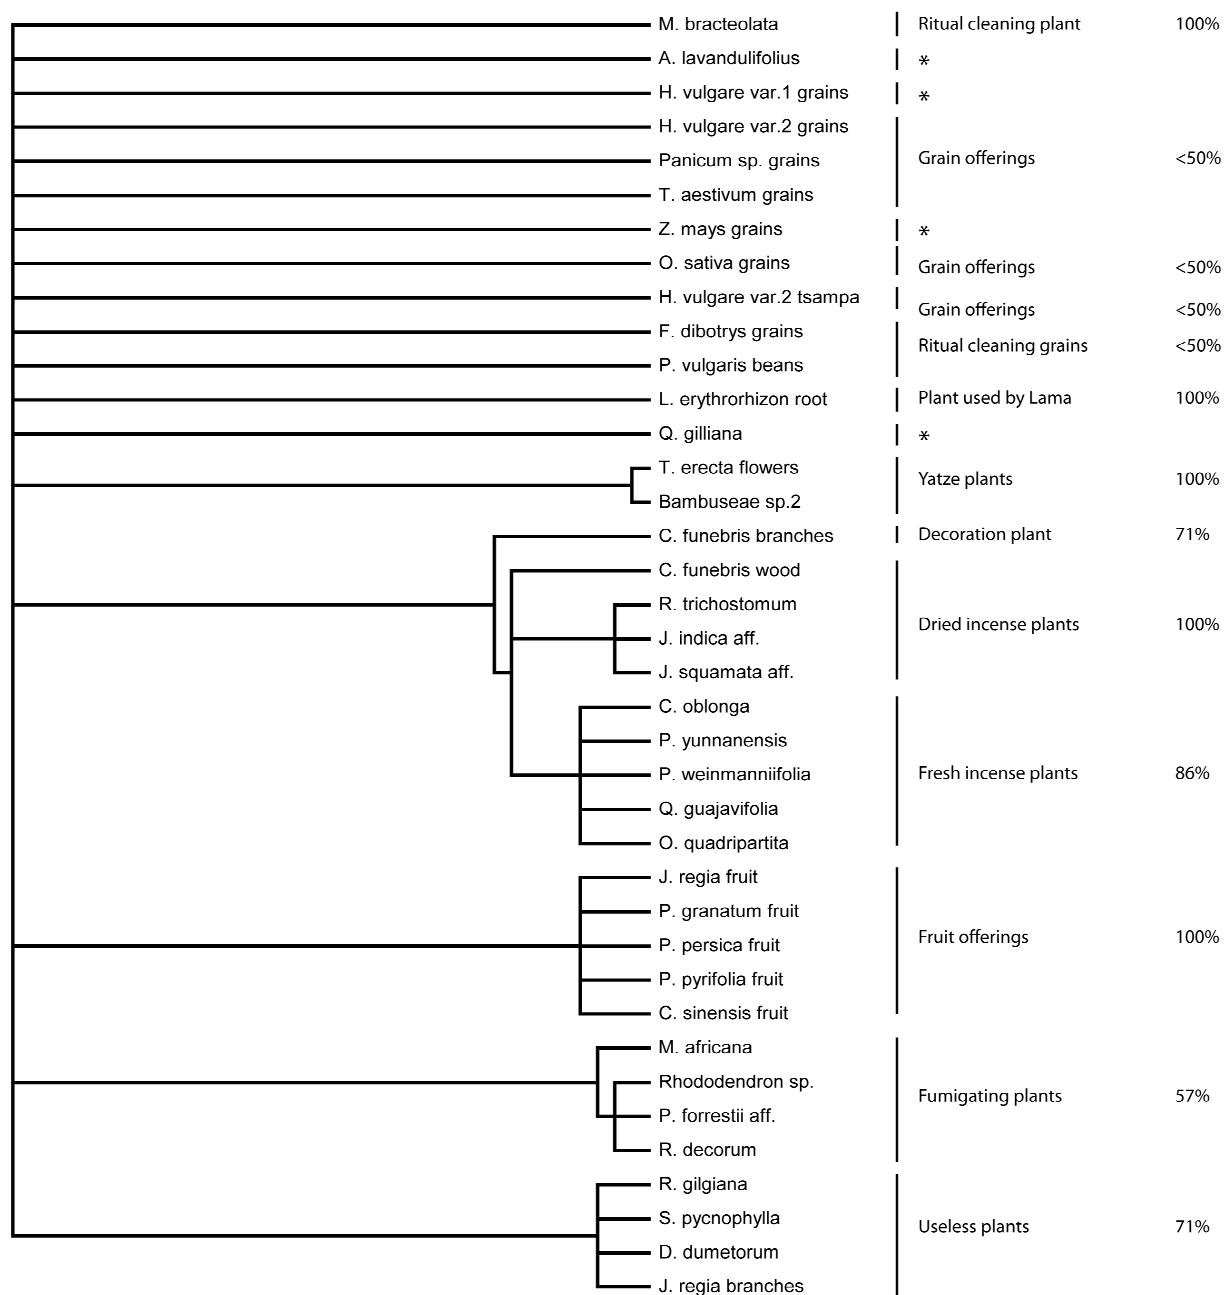 M. bracteolata Ritual cleaning plant 100%
A. lavandulifolius *
H. vulgare var.1 grains *
H. vulgare var.2 grains
Panicum sp. grains Grain offerings <50%
T. aestivum grains
Z. mays grains *
O. sativa grains Grain offerings <50%
H. vulgare var.2 tsampa Grain offerings <50%
F. dibotrys grains Ritual cleaning grains <50%
P. vulgaris beans
L. erythrorhizon root Plant used by Lama 100%
Q. gilliana *
T. erecta flowers Yatze plants 100%
Bambuseae sp.2
C. funebris branches Decoration plant 71%
C. funebris wood
R. trichostomum Dried incense plants 100%
J. indica aff.
J. squamata aff.
C. oblonga
P. yunnanensis
P. weinmanniifolia Fresh incense plants 86%
Q. guajavifolia
O. quadripartita
J. regia fruit
P. granatum fruit
P. persica fruit Fruit offerings 100%
P. pyrifolia fruit
C. sinensis fruit
M. africana
Rhododendron sp. Fumigating plants 57%
P. forrestii aff.
R. decorum
R. gilgiana
S. pycnophylla Useless plants 71%
D. dumetorum
J. regia branches